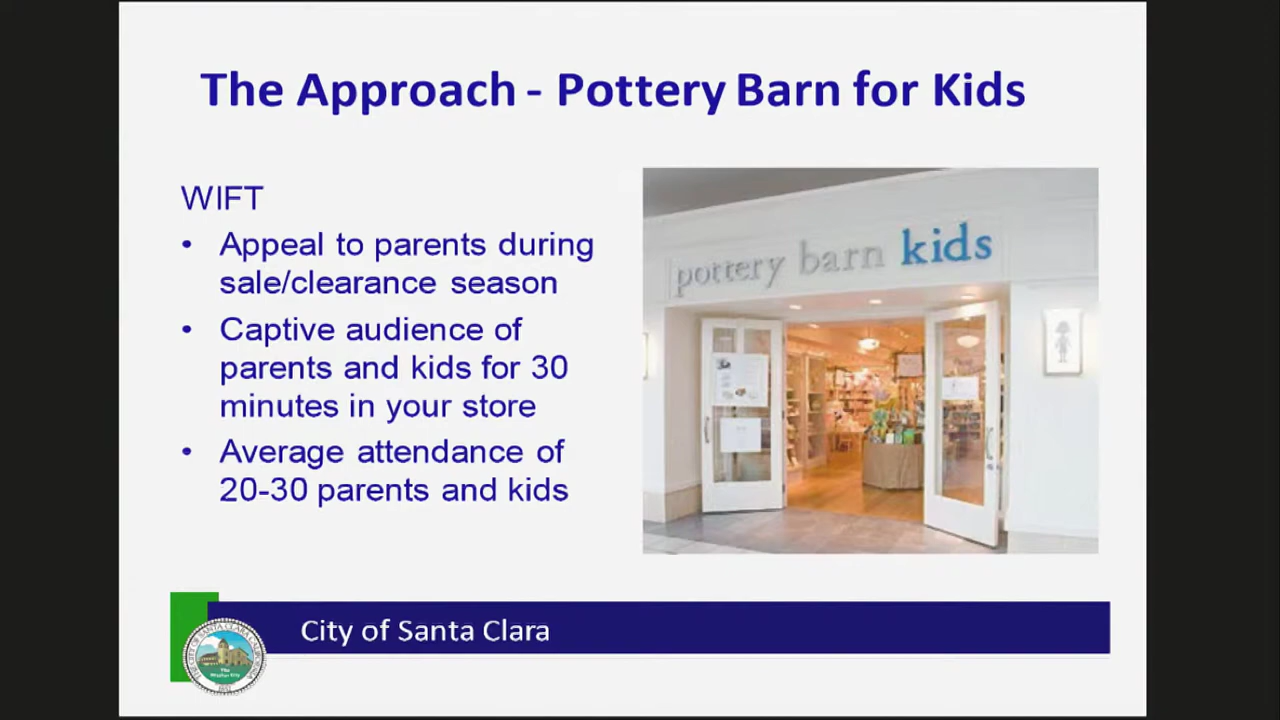 The Approach - Pottery Barn for Kids
WIFT
• Appeal to parents during
sale/clearance season
• Captive audience of
parents and kids for 30
minutes in your store
• Average attendance of
20-30 parents and kids
pottery barn kids
City of Santa Clara